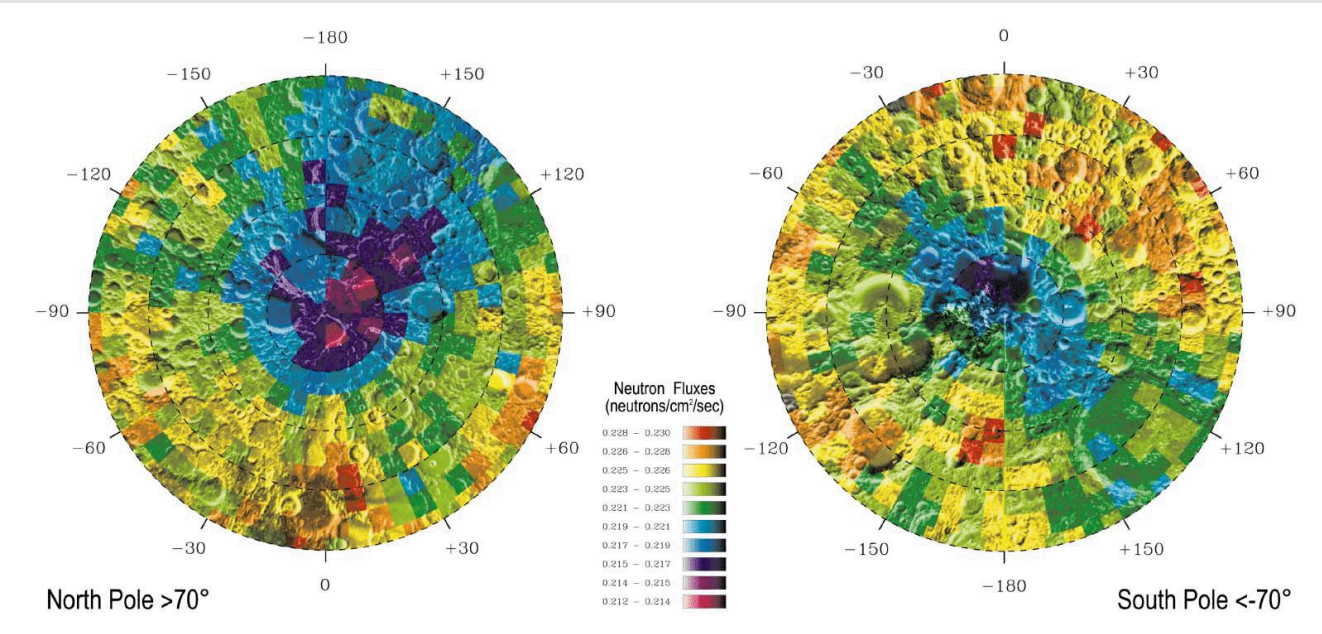 -180
-150
+150
-120
+120
-90
+90
-60
+60
-30
+30
0
North Pole >70°
Neutron Fluxes
(neutrons/cm²/sec)
0.228 - 0.230
0.226 - 0.228
0.225 - 0.226
0.223 - 0.225
0.221 - 0.223
0.219 - 0.221
0.217 - 0.219
0.215 - 0.217
0.214 - 0.215
0.212 - 0.214
0
-30
+30
-60
+60
-90
+90
-120
+120
-150
+150
-180
South Pole <-70°